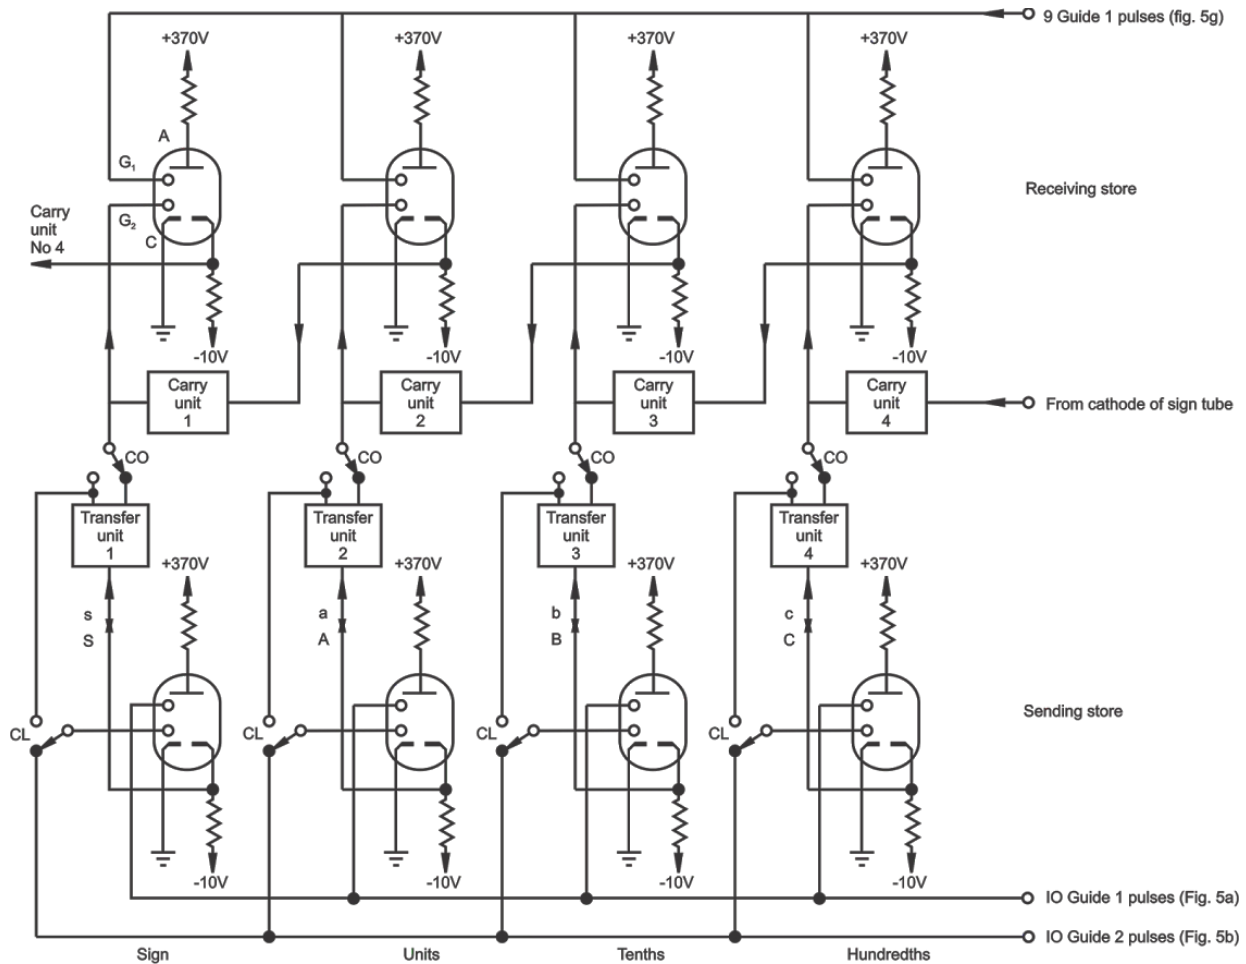 9 Guide 1 pulses (fig. 5g)
+370V +370V +370V +370V
A
G₁
Receiving store
Carry
unit
No 4
G₂
C
-10V -10V -10V -10V
Carry
unit
1
Carry
unit
2
Carry
unit
3
Carry
unit
4
From cathode of sign tube
CO CO CO CO
Transfer
unit
1
Transfer
unit
2
Transfer
unit
3
Transfer
unit
4
+370V +370V +370V +370V
s a b c
S A B C
Sending store
CL CL CL CL
-10V -10V -10V -10V
IO Guide 1 pulses (Fig. 5a)
IO Guide 2 pulses (Fig. 5b)
Sign Units Tenths Hundredths